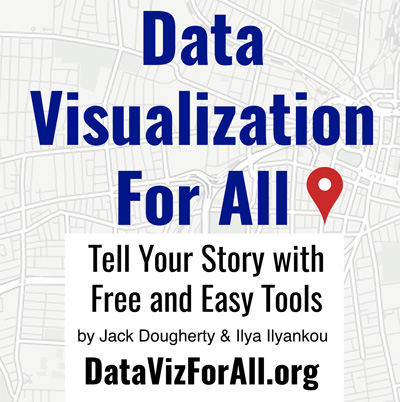 Data
Visualization
For All
Tell Your Story with
Free and Easy Tools
by Jack Dougherty & Ilya Ilyankou
DataVizForAll.org